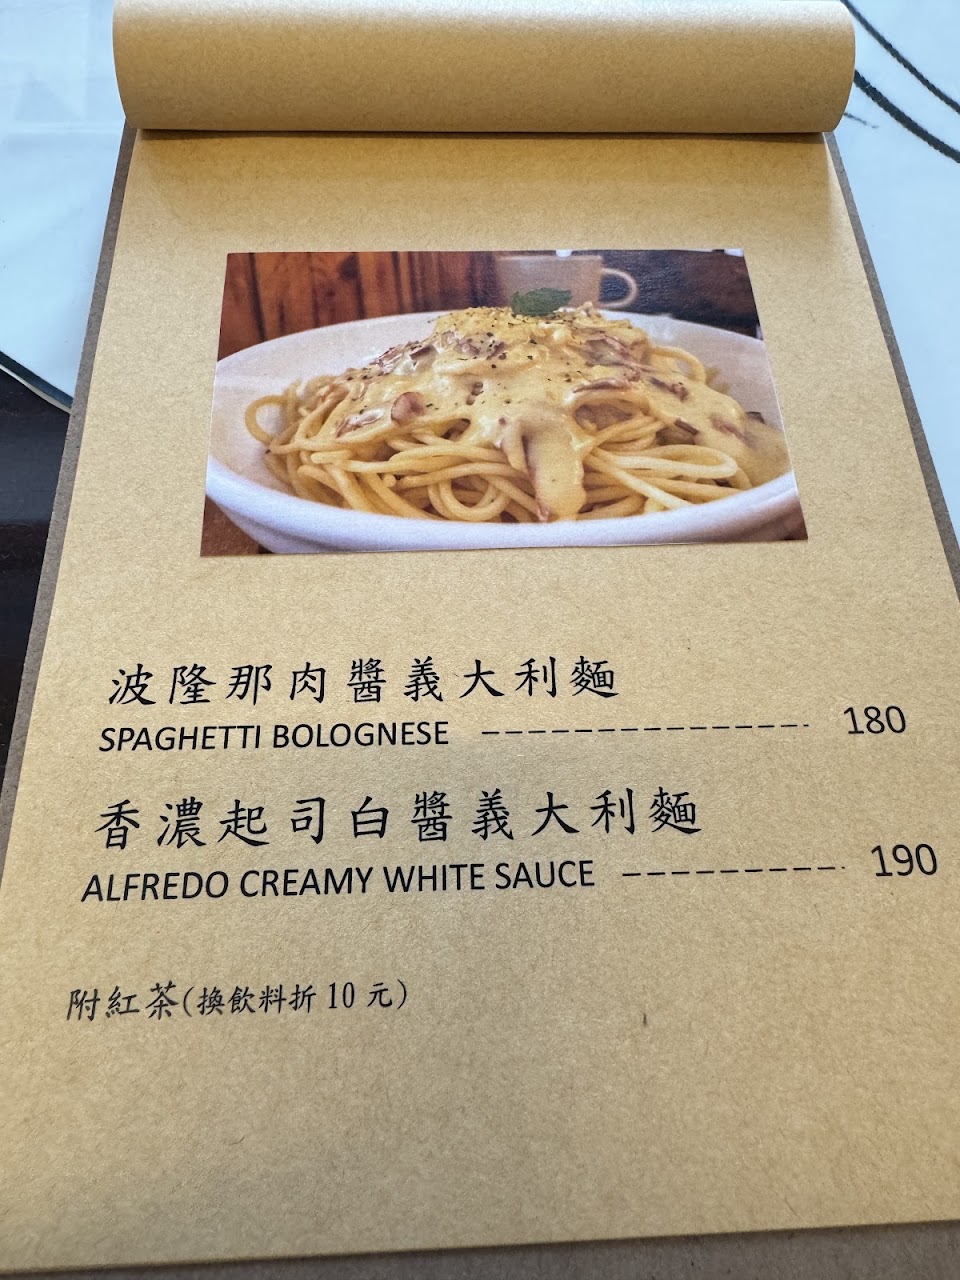 波隆那肉醬義大利麵
SPAGHETTI BOLOGNESE --------------- 180
香濃起司白醬義大利麵
ALFREDO CREAMY WHITE SAUCE ---------- 190
附紅茶(換飲料折 10 元)